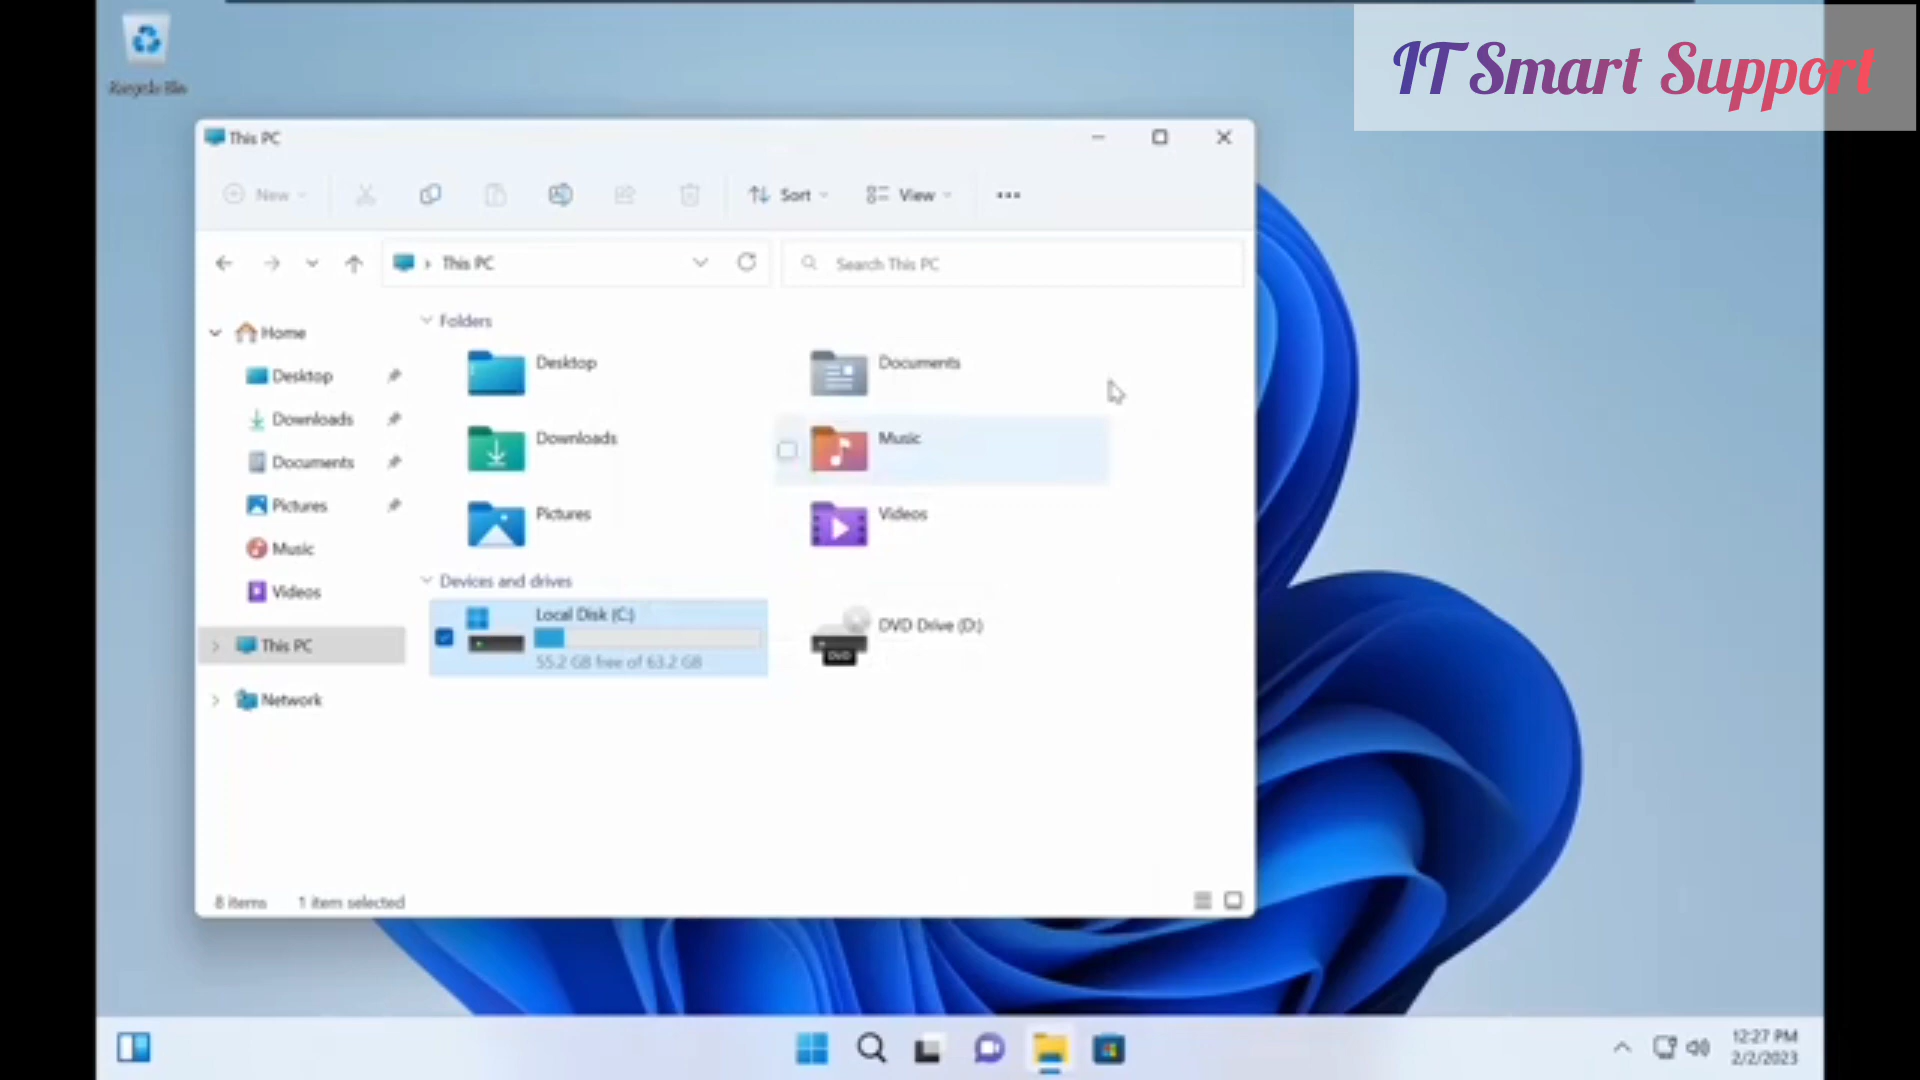 Recycle Bin
IT Smart Support
This PC
New
Sort
View
This PC
Search This PC
Home
Desktop
Downloads
Documents
Pictures
Music
Videos
This PC
Network
Folders
Desktop
Documents
Downloads
Music
Pictures
Videos
Devices and drives
Local Disk (C:)
55.2 GB free of 63.2 GB
DVD Drive (D:)
DVD
8 items
1 item selected
12:27 PM
2/2/2023